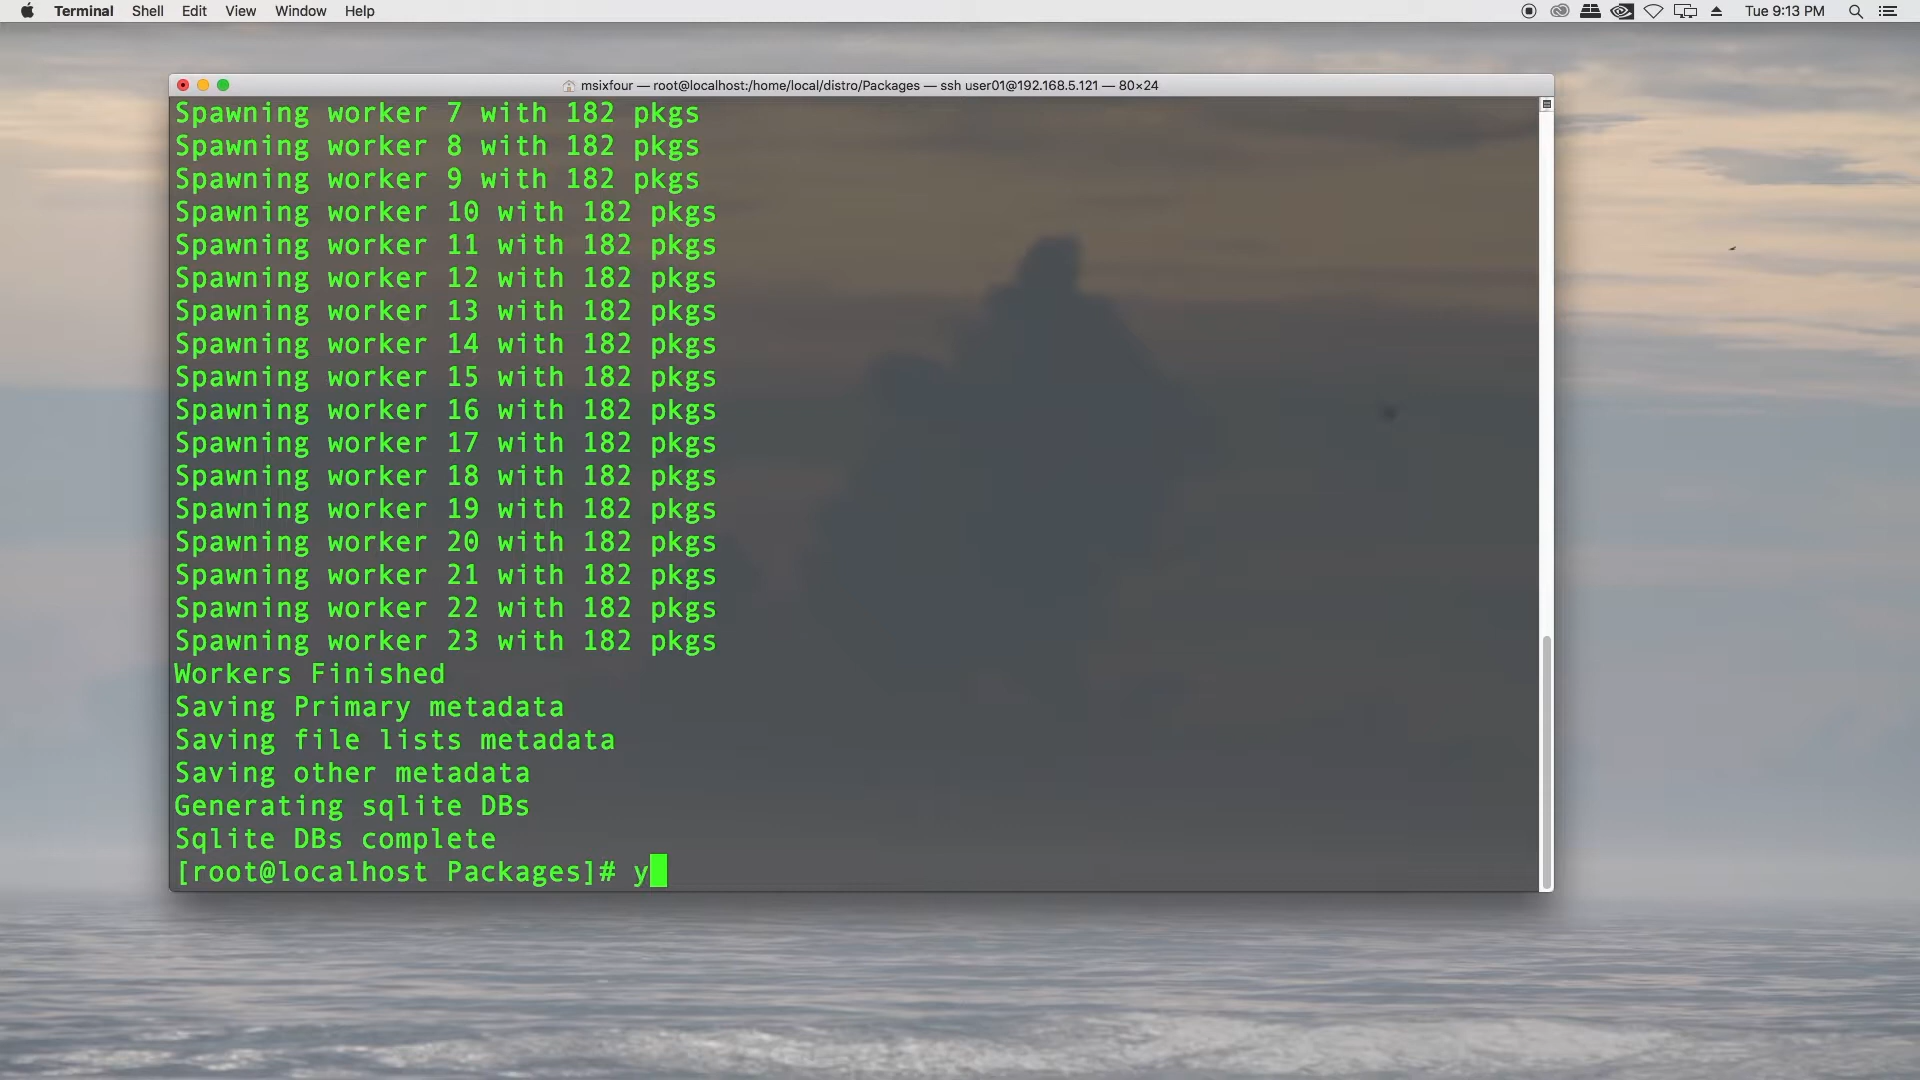 Terminal Shell Edit View Window Help Tue 9:13 PM
msixfour — root@localhost:/home/local/distro/Packages — ssh user01@192.168.5.121 — 80×24
Spawning worker 7 with 182 pkgs
Spawning worker 8 with 182 pkgs
Spawning worker 9 with 182 pkgs
Spawning worker 10 with 182 pkgs
Spawning worker 11 with 182 pkgs
Spawning worker 12 with 182 pkgs
Spawning worker 13 with 182 pkgs
Spawning worker 14 with 182 pkgs
Spawning worker 15 with 182 pkgs
Spawning worker 16 with 182 pkgs
Spawning worker 17 with 182 pkgs
Spawning worker 18 with 182 pkgs
Spawning worker 19 with 182 pkgs
Spawning worker 20 with 182 pkgs
Spawning worker 21 with 182 pkgs
Spawning worker 22 with 182 pkgs
Spawning worker 23 with 182 pkgs
Workers Finished
Saving Primary metadata
Saving file lists metadata
Saving other metadata
Generating sqlite DBs
Sqlite DBs complete
[root@localhost Packages]# y